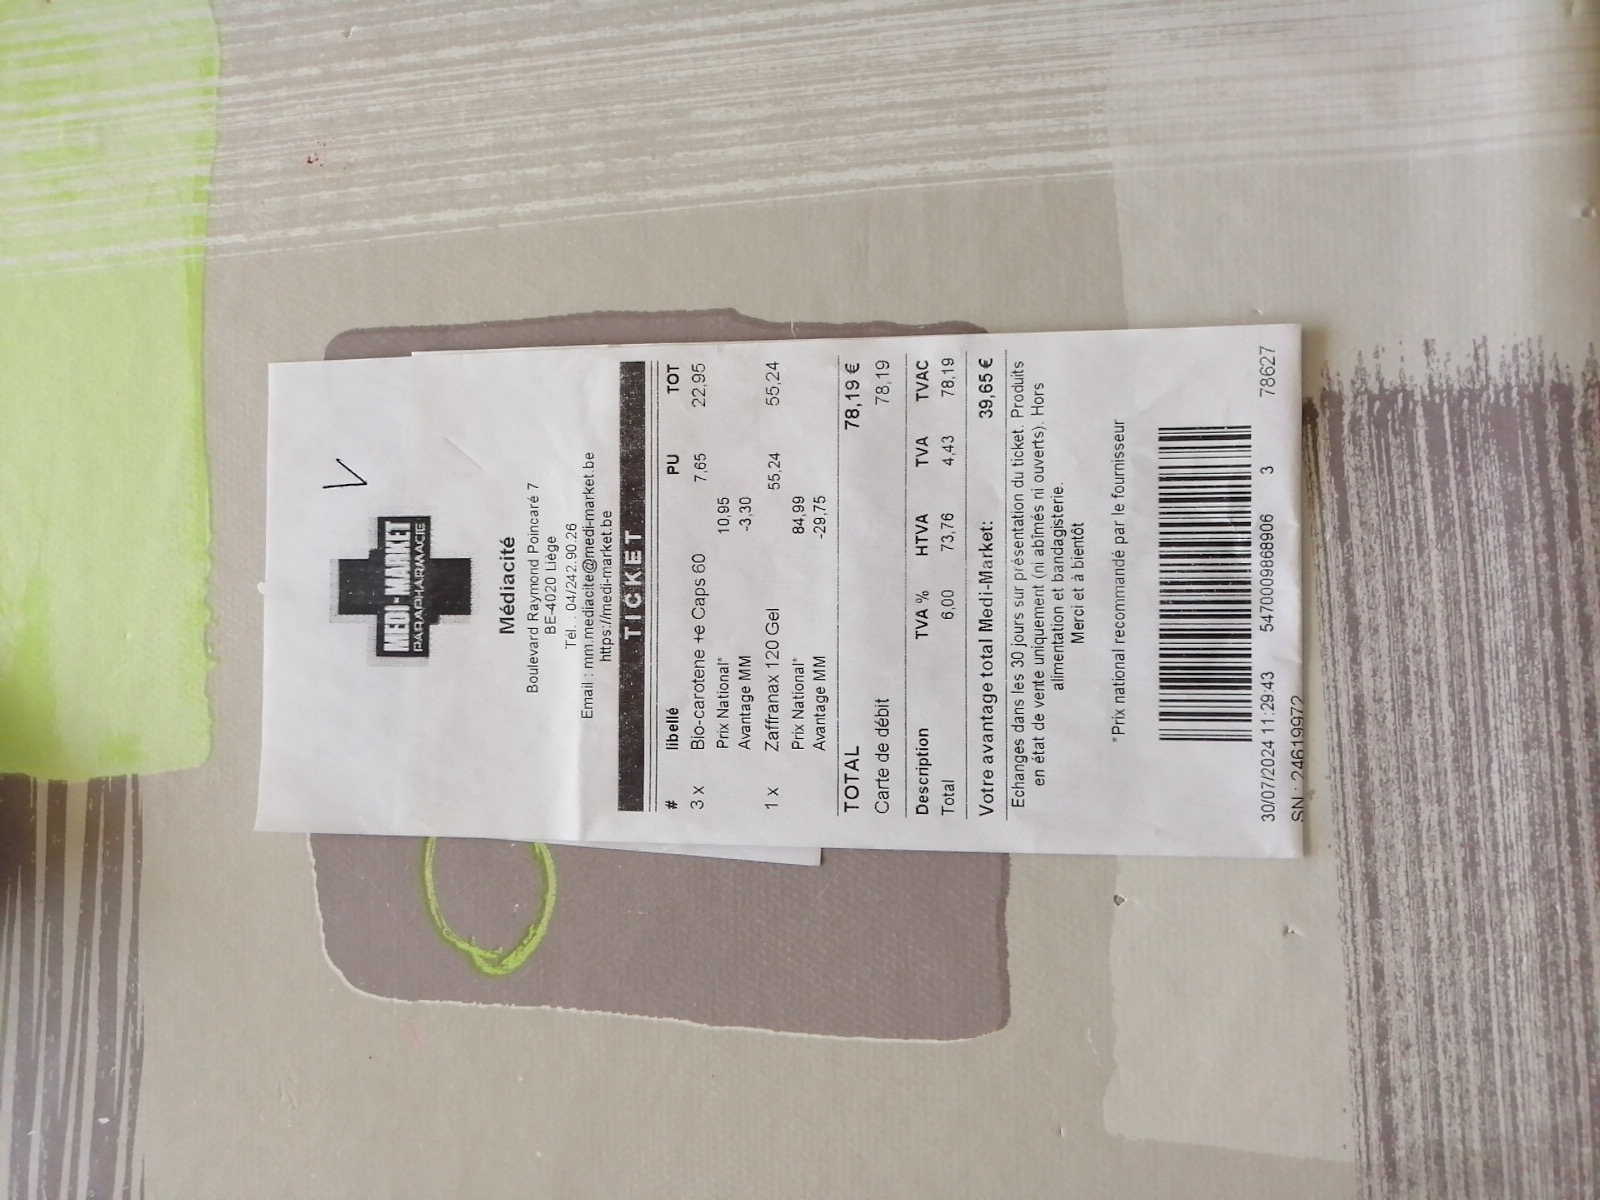 MEDI-MARKET
PARAPHARMACIE
Médiacité
Boulevard Raymond Poincaré 7
BE-4020 Liège
Tél. : 04/242.90.26
Email : mm.mediacite@medi-market.be
https://medi-market.be
TICKET
# libellé PU TOT
3 x Bio-carotene +e Caps 60 7,65 22,95
Prix National* 10,95
Avantage MM -3,30
1 x Zaffranax 120 Gel 55,24 55,24
Prix National* 84,99
Avantage MM -29,75
TOTAL 78,19 €
Carte de débit 78,19
Description TVA % HTVA TVA TVAC
Total 6,00 73,76 4,43 78,19
Votre avantage total Medi-Market: 39,65 €
Echanges dans les 30 jours sur présentation du ticket. Produits
en état de vente uniquement (ni abîmés ni ouverts). Hors
alimentation et bandagisterie.
Merci et à bientôt
*Prix national recommandé par le fournisseur
30/07/2024 11:29:43 5470009868906 3 78627
SN : 24619972